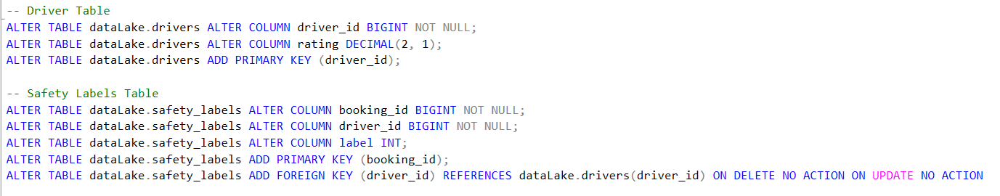 -- Driver Table
ALTER TABLE dataLake.drivers ALTER COLUMN driver_id BIGINT NOT NULL;
ALTER TABLE dataLake.drivers ALTER COLUMN rating DECIMAL(2, 1);
ALTER TABLE dataLake.drivers ADD PRIMARY KEY (driver_id);
-- Safety Labels Table
ALTER TABLE dataLake.safety_labels ALTER COLUMN booking_id BIGINT NOT NULL;
ALTER TABLE dataLake.safety_labels ALTER COLUMN driver_id BIGINT NOT NULL;
ALTER TABLE dataLake.safety_labels ALTER COLUMN label INT;
ALTER TABLE dataLake.safety_labels ADD PRIMARY KEY (booking_id);
ALTER TABLE dataLake.safety_labels ADD FOREIGN KEY (driver_id) REFERENCES dataLake.drivers(driver_id) ON DELETE NO ACTION ON UPDATE NO ACTION